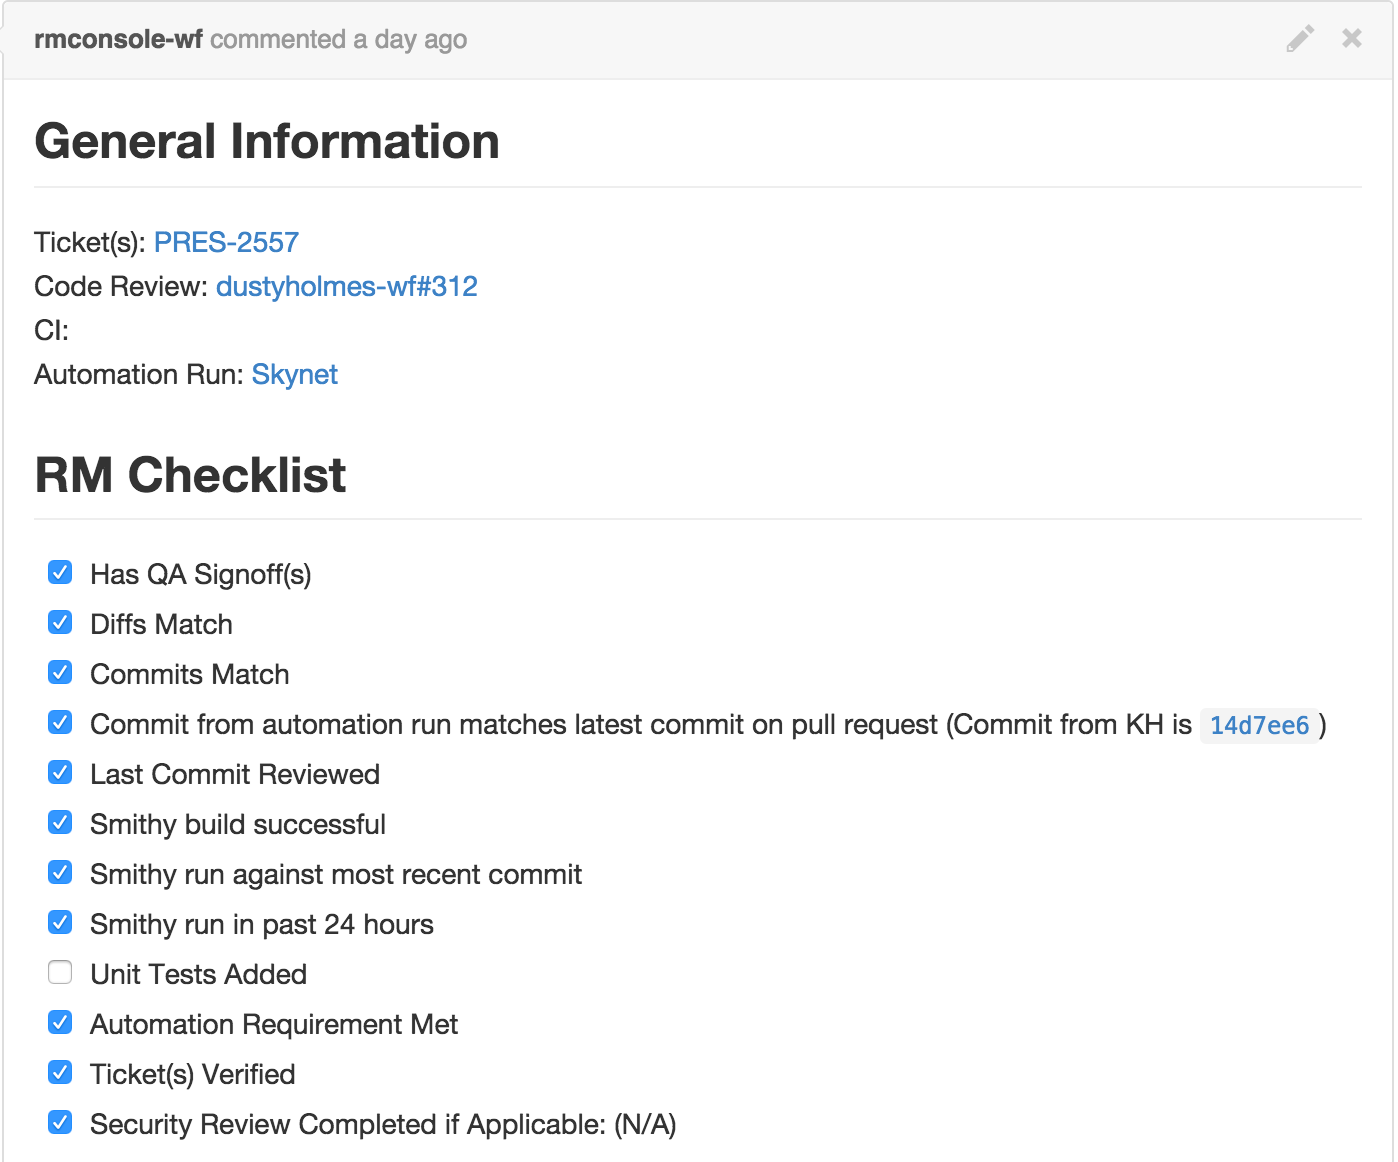 rmconsole-wf commented a day ago
General Information
Ticket(s): PRES-2557
Code Review: dustyholmes-wf#312
CI:
Automation Run: Skynet
RM Checklist
Has QA Signoff(s)
Diffs Match
Commits Match
Commit from automation run matches latest commit on pull request (Commit from KH is 14d7ee6 )
Last Commit Reviewed
Smithy build successful
Smithy run against most recent commit
Smithy run in past 24 hours
Unit Tests Added
Automation Requirement Met
Ticket(s) Verified
Security Review Completed if Applicable: (N/A)